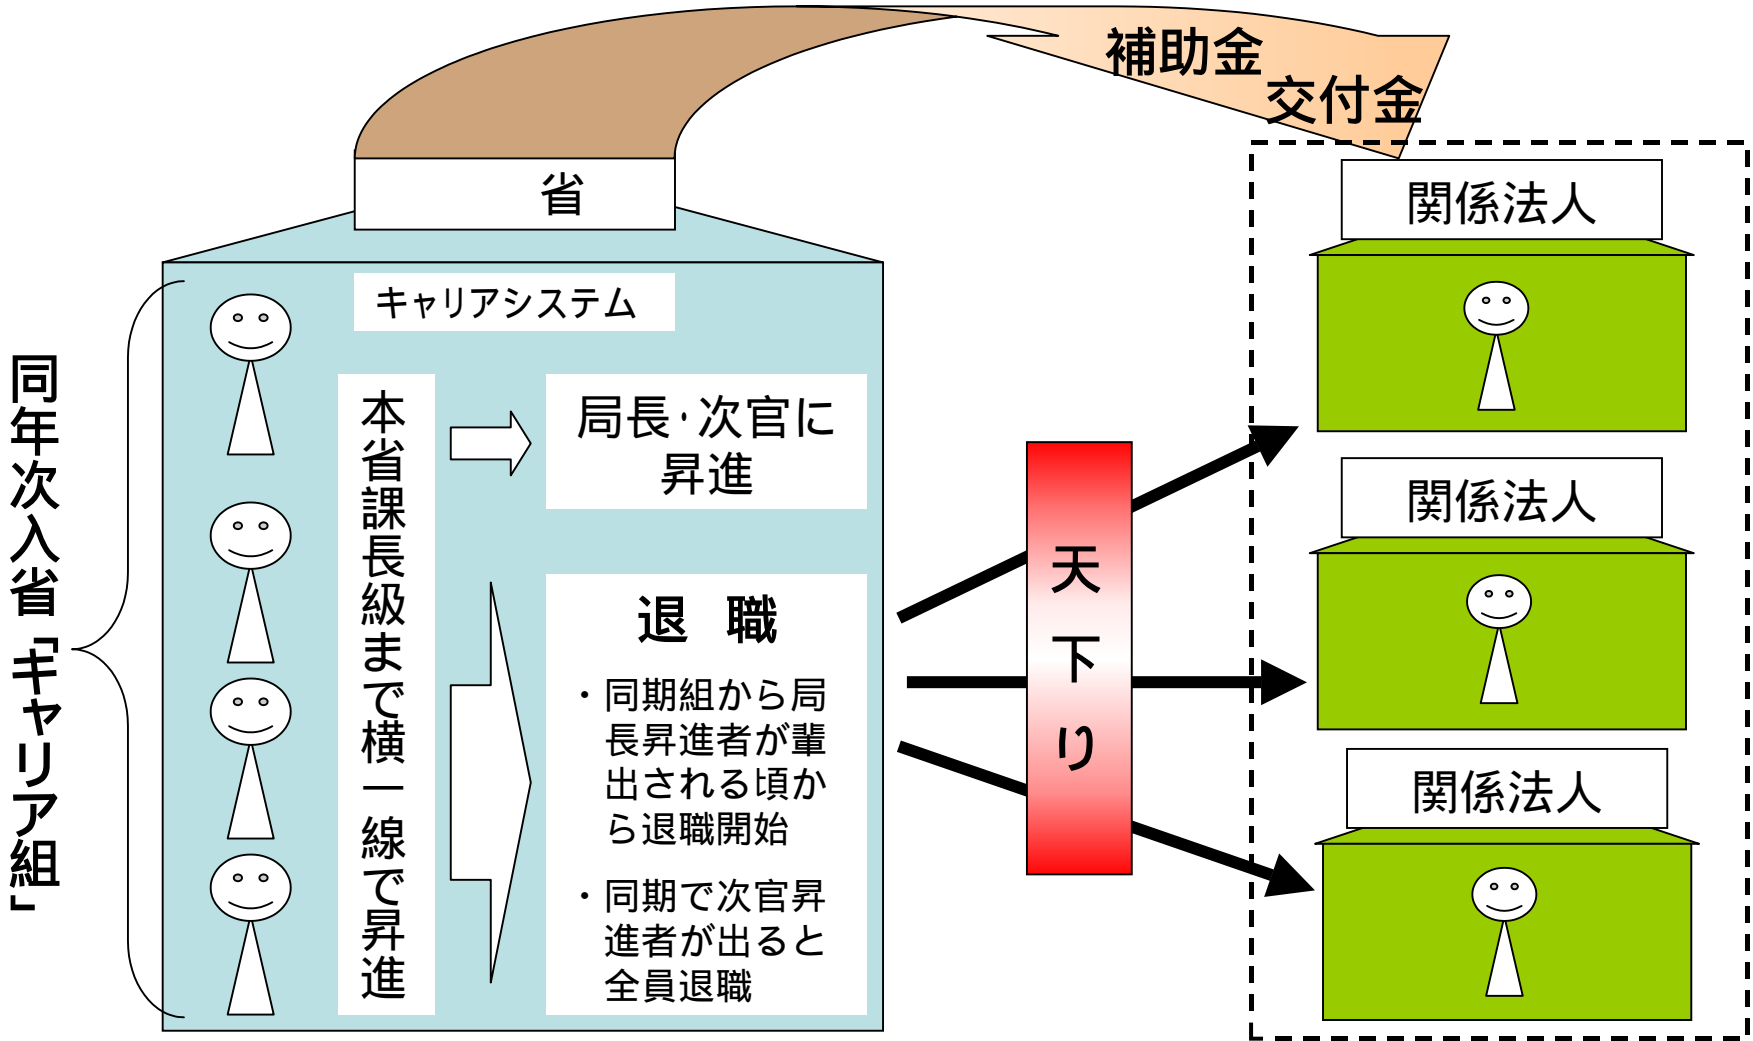 補助金
交付金
省
キャリアシステム
同年次入省「キャリア組」
本省課長級まで横一線で昇進
局長・次官に
昇進
退 職
・同期組から局
長昇進者が輩
出される頃か
ら退職開始
・同期で次官昇
進者が出ると
全員退職
天下り
関係法人
関係法人
関係法人